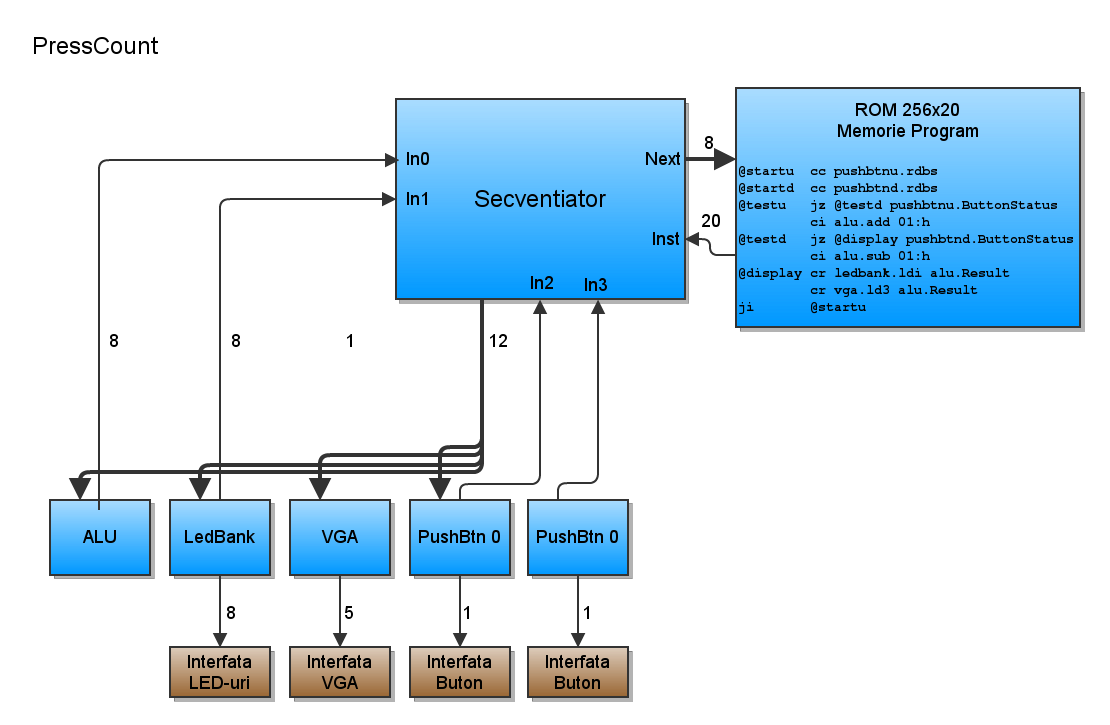 PressCount
ROM 256x20
Memorie Program
@startu cc pushbtnu.rdbs
@startd cc pushbtnd.rdbs
@testu jz @testd pushbtnu.ButtonStatus
ci alu.add 01:h
@testd jz @display pushbtnd.ButtonStatus
ci alu.sub 01:h
@display cr ledbank.ldi alu.Result
cr vga.ld3 alu.Result
ji @startu
8
20
In0
In1
Secventiator
Next
Inst
In2
In3
8
8
1
12
ALU
LedBank
VGA
PushBtn 0
PushBtn 0
8
5
1
1
Interfata
LED-uri
Interfata
VGA
Interfata
Buton
Interfata
Buton